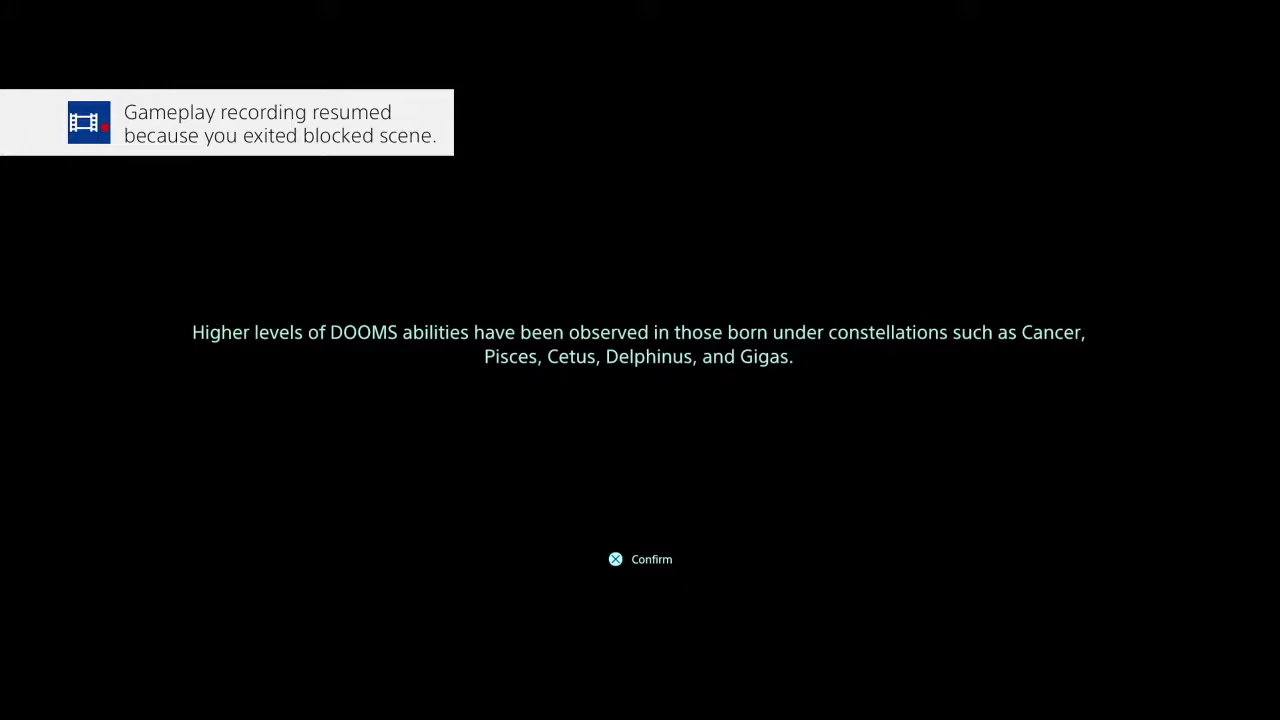 Gameplay recording resumed
because you exited blocked scene.
Higher levels of DOOMS abilities have been observed in those born under constellations such as Cancer,
Pisces, Cetus, Delphinus, and Gigas.
Confirm